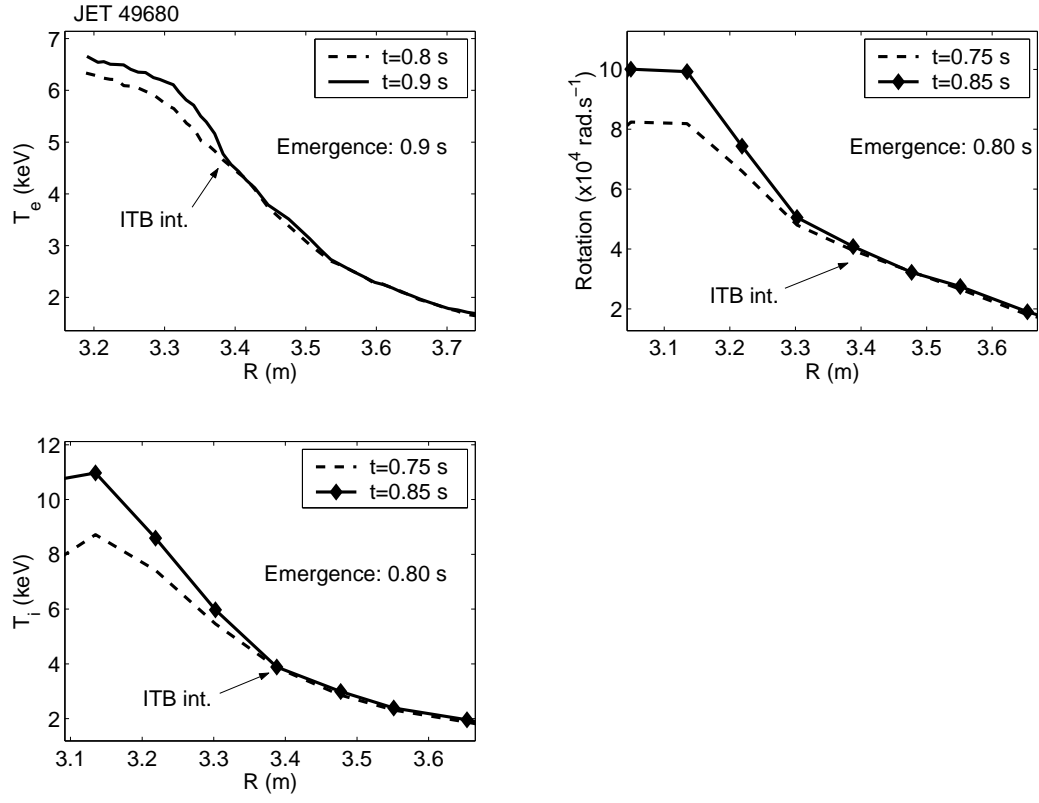 JET 49680
7
6
5
4
3
2
T_e (keV)
t=0.8 s
t=0.9 s
Emergence: 0.9 s
ITB int.
3.2 3.3 3.4 3.5 3.6 3.7
R (m)
10
8
6
4
2
Rotation (x10⁴ rad.s⁻¹)
t=0.75 s
t=0.85 s
Emergence: 0.80 s
ITB int.
3.1 3.2 3.3 3.4 3.5 3.6
R (m)
12
10
8
6
4
2
T_i (keV)
t=0.75 s
t=0.85 s
Emergence: 0.80 s
ITB int.
3.1 3.2 3.3 3.4 3.5 3.6
R (m)